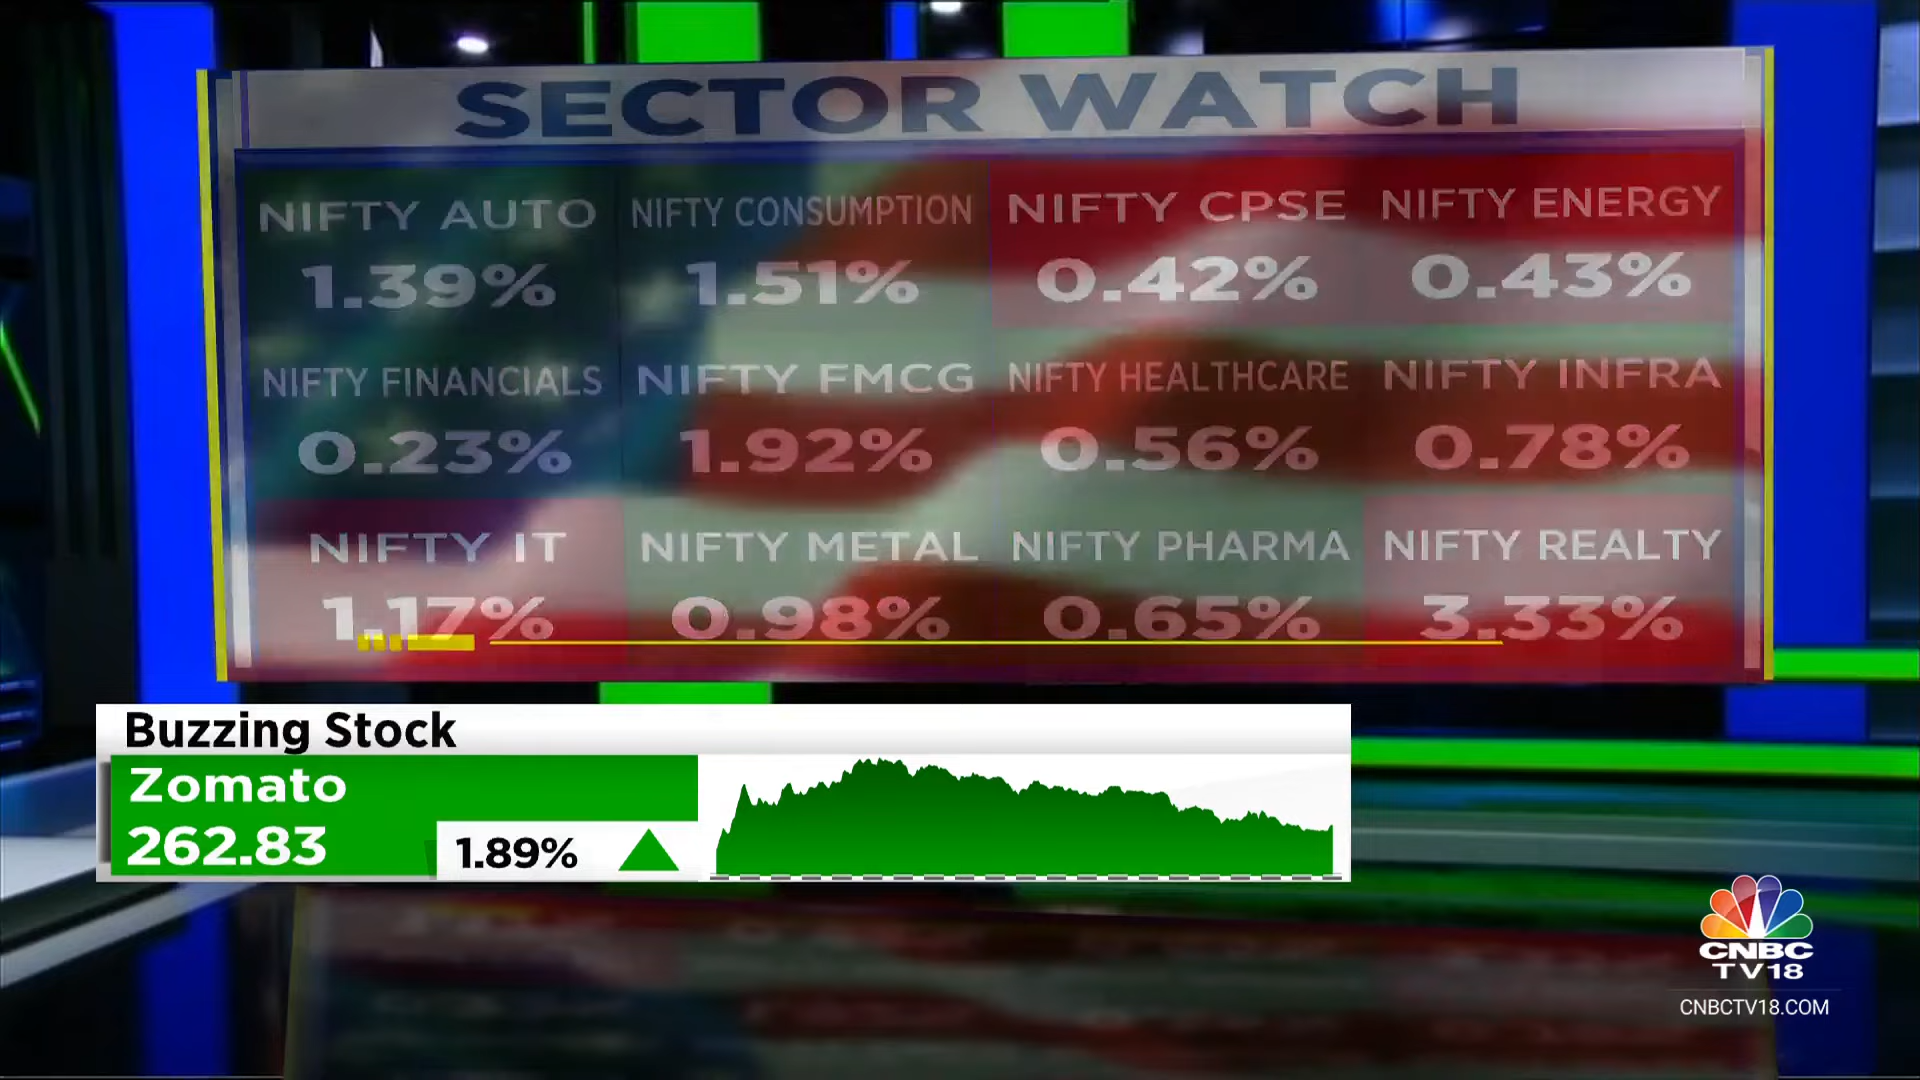 SECTOR WATCH
NIFTY AUTO
1.39%
NIFTY CONSUMPTION
1.51%
NIFTY CPSE
0.42%
NIFTY ENERGY
0.43%
NIFTY FINANCIALS
0.23%
NIFTY FMCG
1.92%
NIFTY HEALTHCARE
0.56%
NIFTY INFRA
0.78%
NIFTY IT
1.17%
NIFTY METAL
0.98%
NIFTY PHARMA
0.65%
NIFTY REALTY
3.33%
Buzzing Stock
Zomato
262.83
1.89%
CNBC
TV18
CNBCTV18.COM